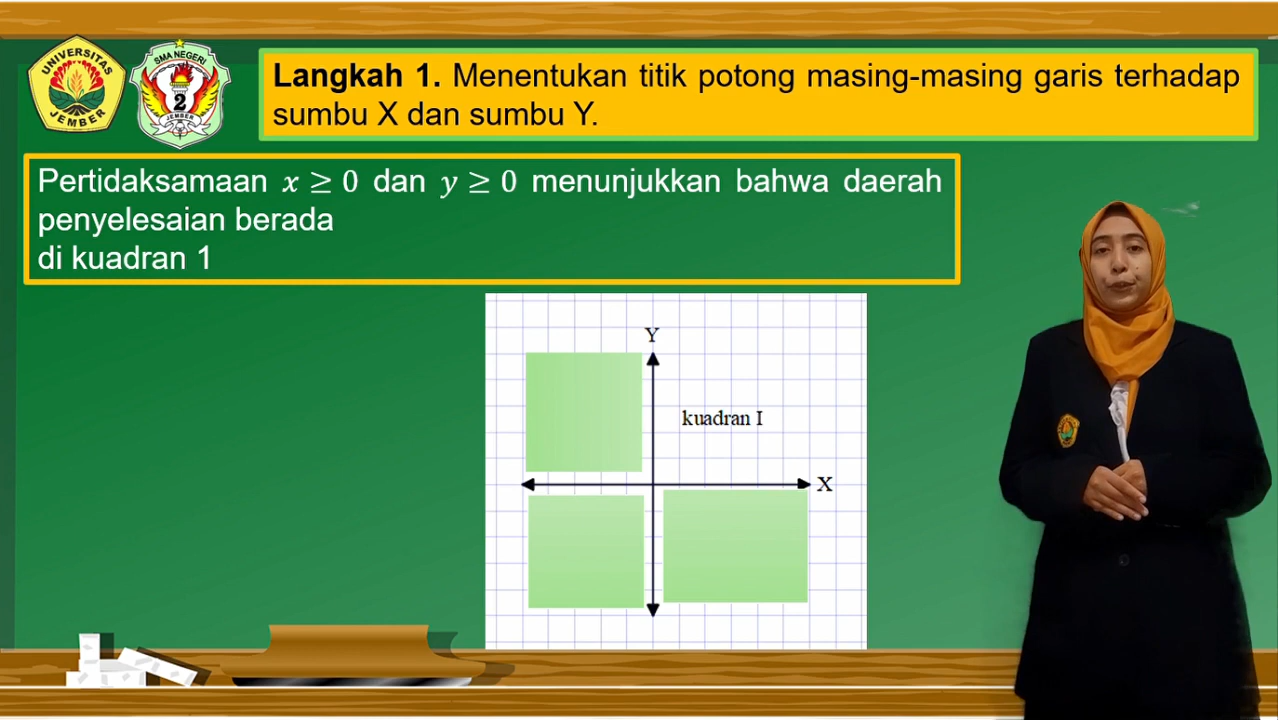 UNIVERSITAS
JEMBER
SMA NEGERI
2
JEMBER
Langkah 1. Menentukan titik potong masing-masing garis terhadap
sumbu X dan sumbu Y.
Pertidaksamaan x ≥ 0 dan y ≥ 0 menunjukkan bahwa daerah
penyelesaian berada
di kuadran 1
Y
kuadran I
X